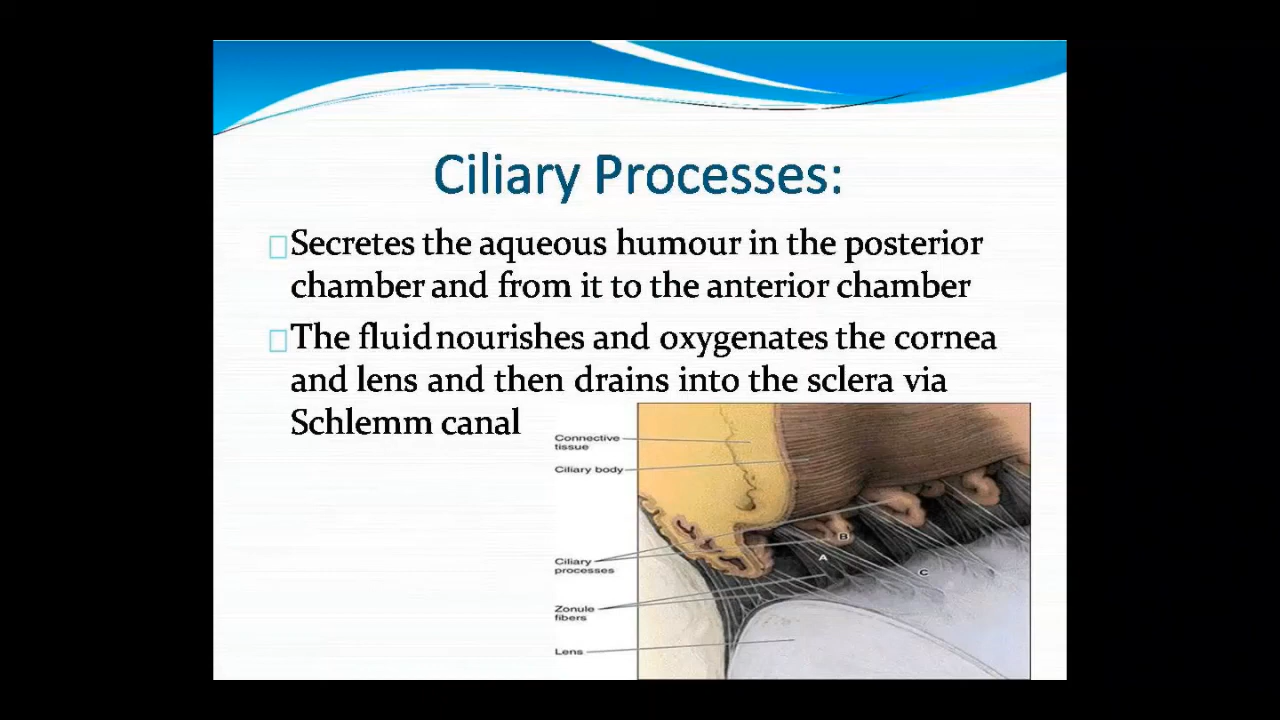 Ciliary Processes:
Secretes the aqueous humour in the posterior
chamber and from it to the anterior chamber
The fluid nourishes and oxygenates the cornea
and lens and then drains into the sclera via
Schlemm canal
Connective
tissue
Ciliary body
Ciliary
processes
Zonule
fibers
Lens
B
A
C